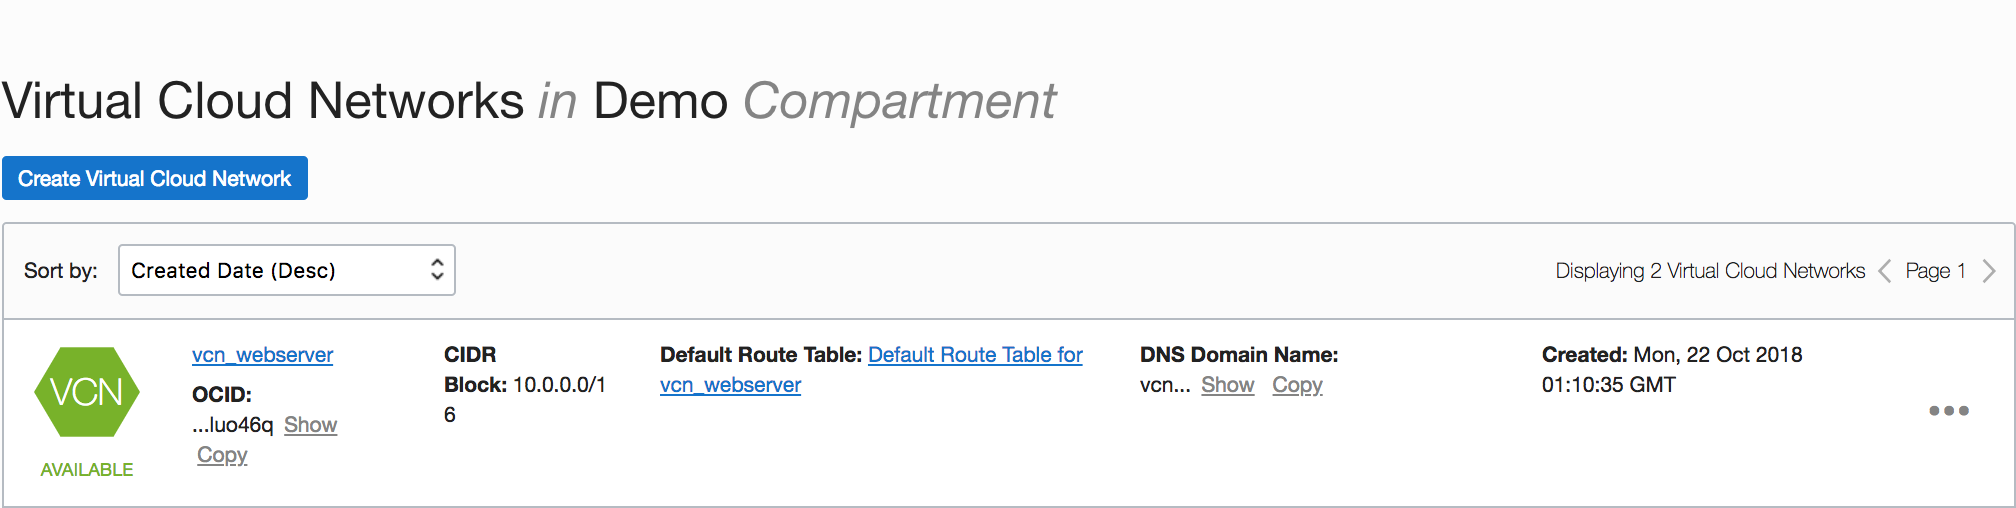 Virtual Cloud Networks in Demo Compartment
Create Virtual Cloud Network
Sort by: Created Date (Desc) Displaying 2 Virtual Cloud Networks Page 1
VCN
AVAILABLE
vcn_webserver
OCID:
...luo46q Show
Copy
CIDR
Block: 10.0.0.0/1
6
Default Route Table: Default Route Table for
vcn_webserver
DNS Domain Name:
vcn... Show Copy
Created: Mon, 22 Oct 2018
01:10:35 GMT